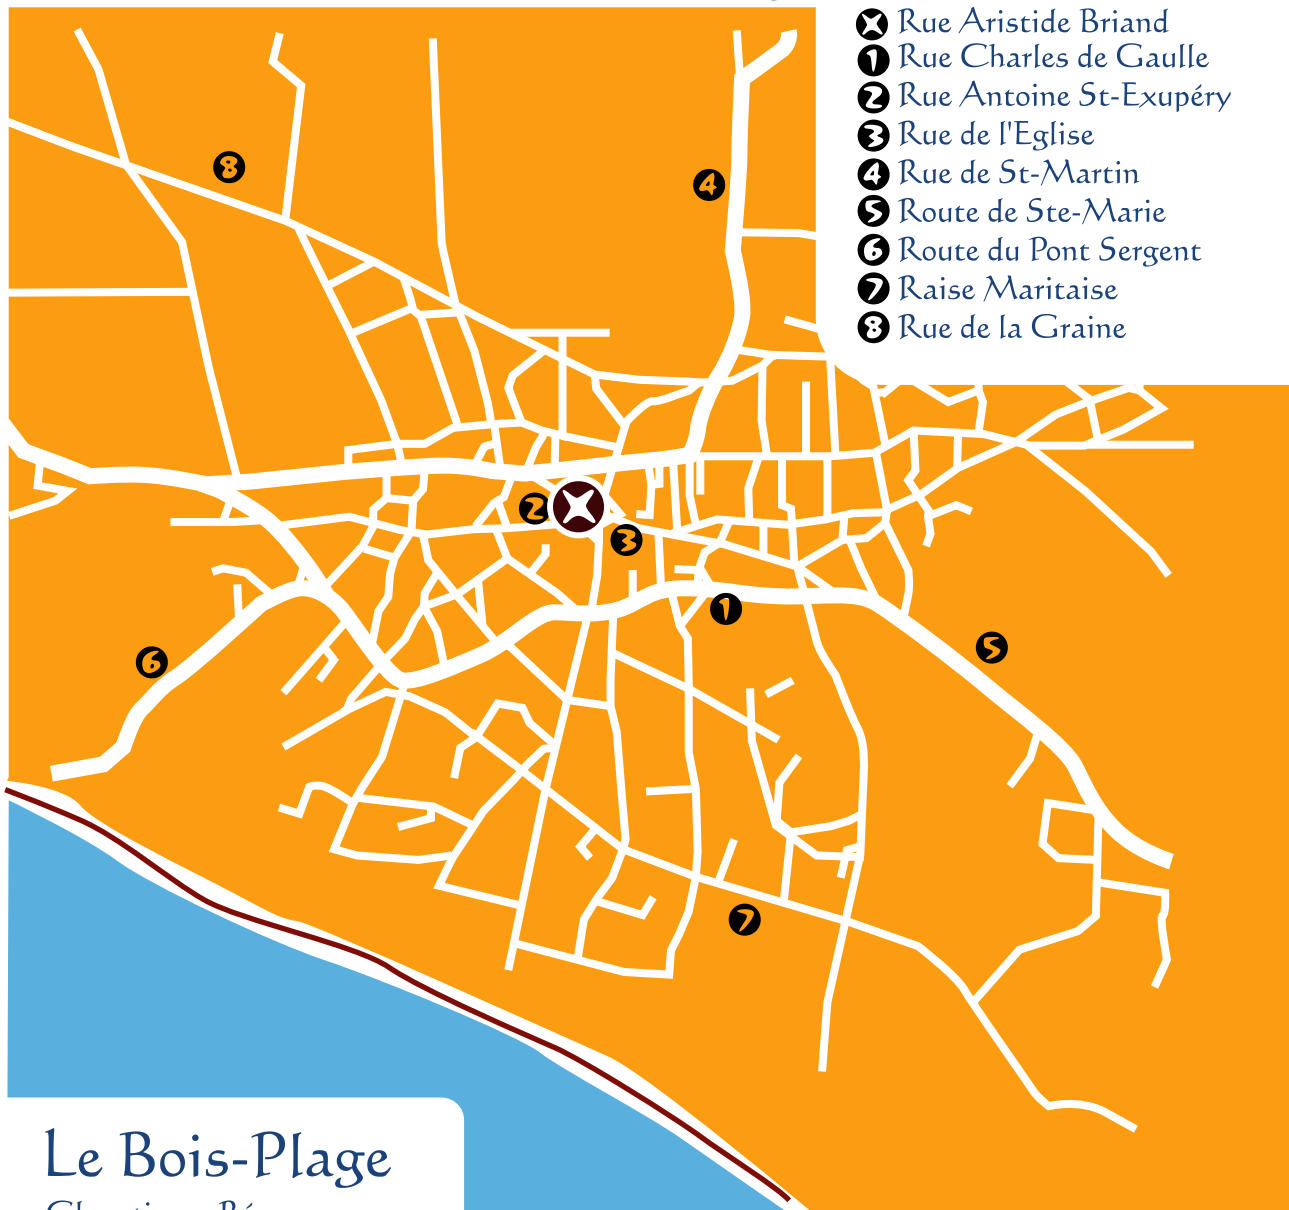 Rue Aristide Briand
1 Rue Charles de Gaulle
2 Rue Antoine St-Exupéry
3 Rue de l'Eglise
4 Rue de St-Martin
5 Route de Ste-Marie
6 Route du Pont Sergent
7 Raise Maritaise
8 Rue de la Graine
8
4
2
3
1
5
6
7
Le Bois-Plage